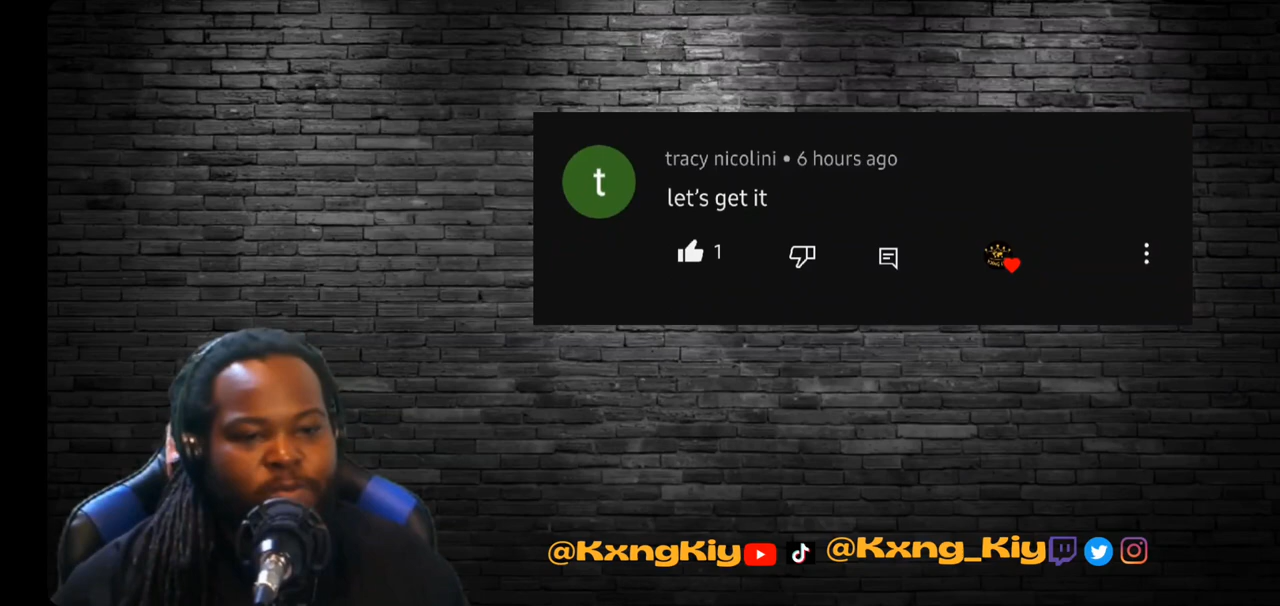 t
tracy nicolini • 6 hours ago
let's get it
1
@KxngKiy @Kxng_Kiy